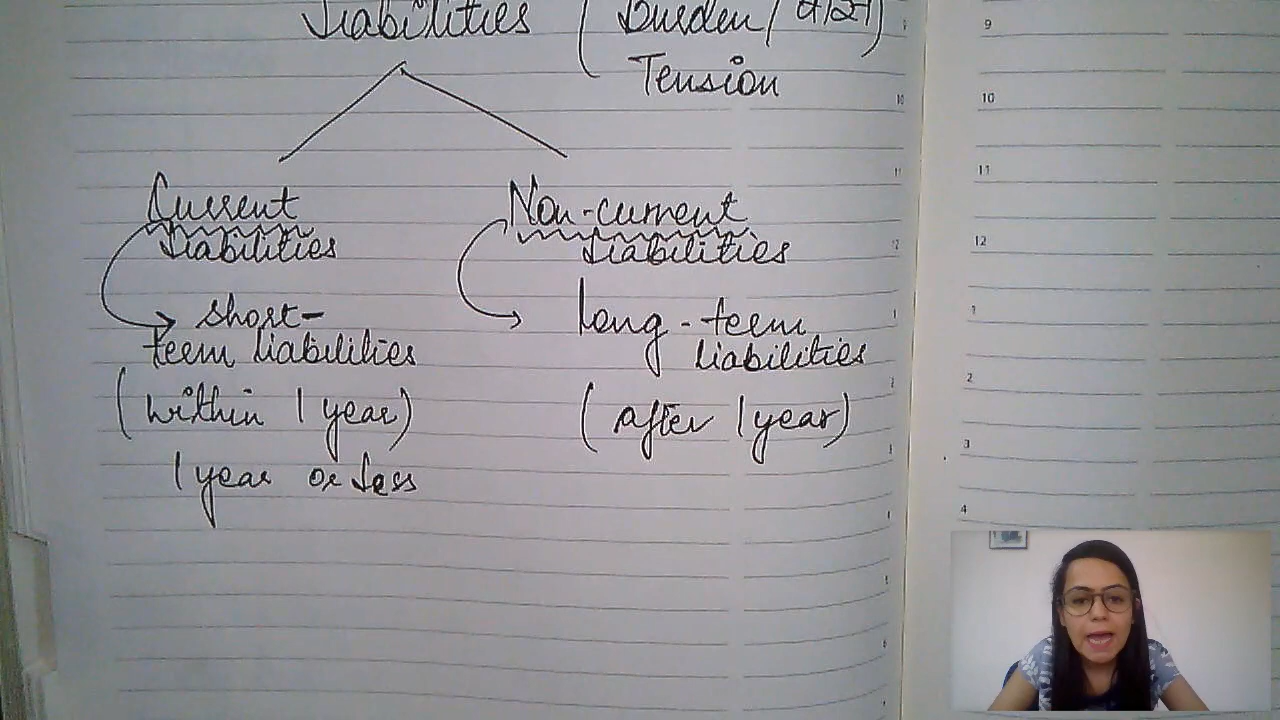 Liabilities ( Burden /
Tension
Current
Liabilities
Non-current
Liabilities
short-
term liabilities
long-term
liabilities
(within 1 year)
(after 1 year)
1 year or Less
9
10
11
12
1
2
3
4